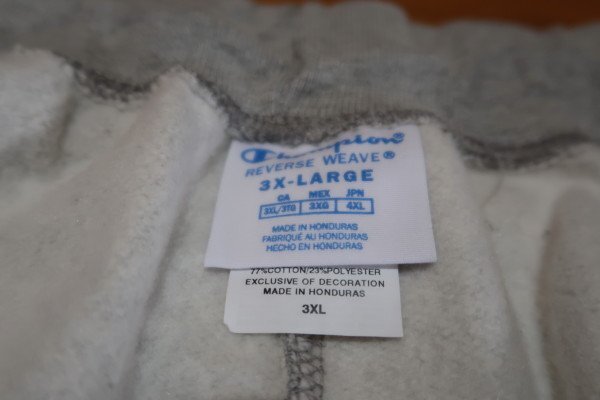 Champion®
REVERSE WEAVE®
3X-LARGE
CA MEX JPN
3XL/3TG 3XG 4XL
MADE IN HONDURAS
FABRIQUÉ AU HONDURAS
HECHO EN HONDURAS
77%COTTON/23%POLYESTER
EXCLUSIVE OF DECORATION
MADE IN HONDURAS
3XL